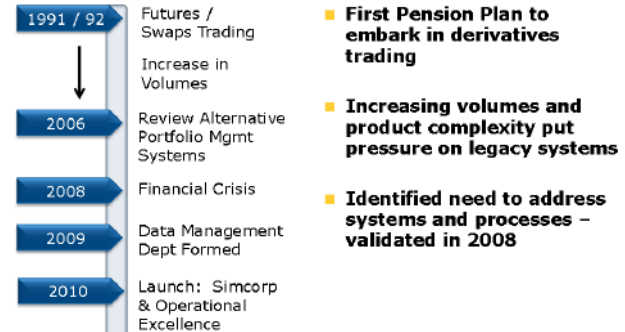 1991 / 92
Futures /
Swaps Trading
Increase in
Volumes
2006
Review Alternative
Portfolio Mgmt
Systems
2008
Financial Crisis
2009
Data Management
Dept Formed
2010
Launch: Simcorp
& Operational
Excellence
First Pension Plan to
embark in derivatives
trading
Increasing volumes and
product complexity put
pressure on legacy systems
Identified need to address
systems and processes –
validated in 2008